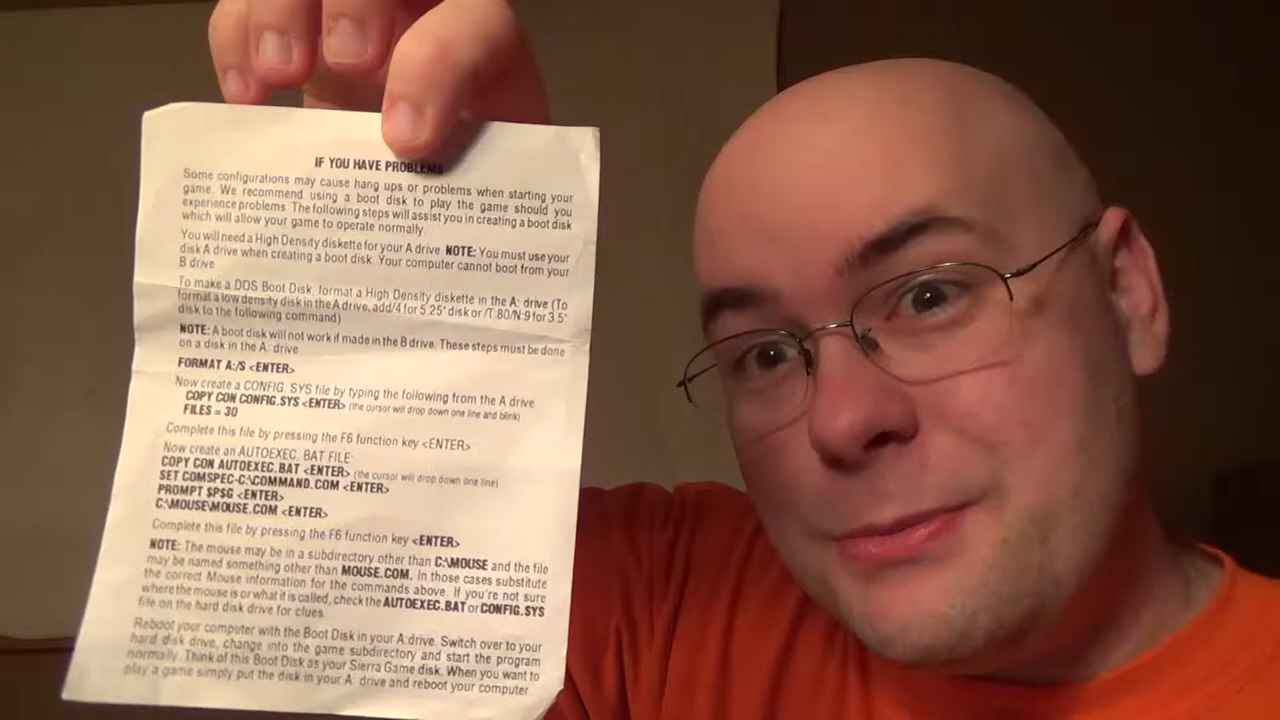 IF YOU HAVE PROBLEMS
Some configurations may cause hang ups or problems when starting your
game. We recommend using a boot disk to play the game should you
experience problems. The following steps will assist you in creating a boot disk
which will allow your game to operate normally.
You will need a High Density diskette for your A drive. NOTE: You must use your
disk A drive when creating a boot disk. Your computer cannot boot from your
B drive
To make a DOS Boot Disk, format a High Density diskette in the A: drive (To
format a low density disk in the A drive, add/4 for 5.25" disk or /T:80/N:9 for 3.5"
disk to the following command)
NOTE: A boot disk will not work if made in the B drive. These steps must be done
on a disk in the A: drive
FORMAT A:/S <ENTER>
Now create a CONFIG. SYS file by typing the following from the A drive
COPY CON CONFIG.SYS <ENTER> (the cursor will drop down one line and blink)
FILES = 30
Complete this file by pressing the F6 function key <ENTER>
Now create an AUTOEXEC. BAT FILE:
COPY CON AUTOEXEC.BAT <ENTER> (the cursor will drop down one line)
SET COMSPEC-C:\COMMAND.COM <ENTER>
PROMPT $P$G <ENTER>
C:\MOUSE\MOUSE.COM <ENTER>
Complete this file by pressing the F6 function key <ENTER>
NOTE: The mouse may be in a subdirectory other than C:\MOUSE and the file
may be named something other than MOUSE.COM. In those cases substitute
the correct Mouse information for the commands above. If you're not sure
where the mouse is or what it is called, check the AUTOEXEC.BAT or CONFIG.SYS
file on the hard disk drive for clues.
Reboot your computer with the Boot Disk in your A drive. Switch over to your
hard disk drive, change into the game subdirectory and start the program
normally. Think of this Boot Disk as your Sierra Game disk. When you want to
play a game simply put the disk in your A: drive and reboot your computer